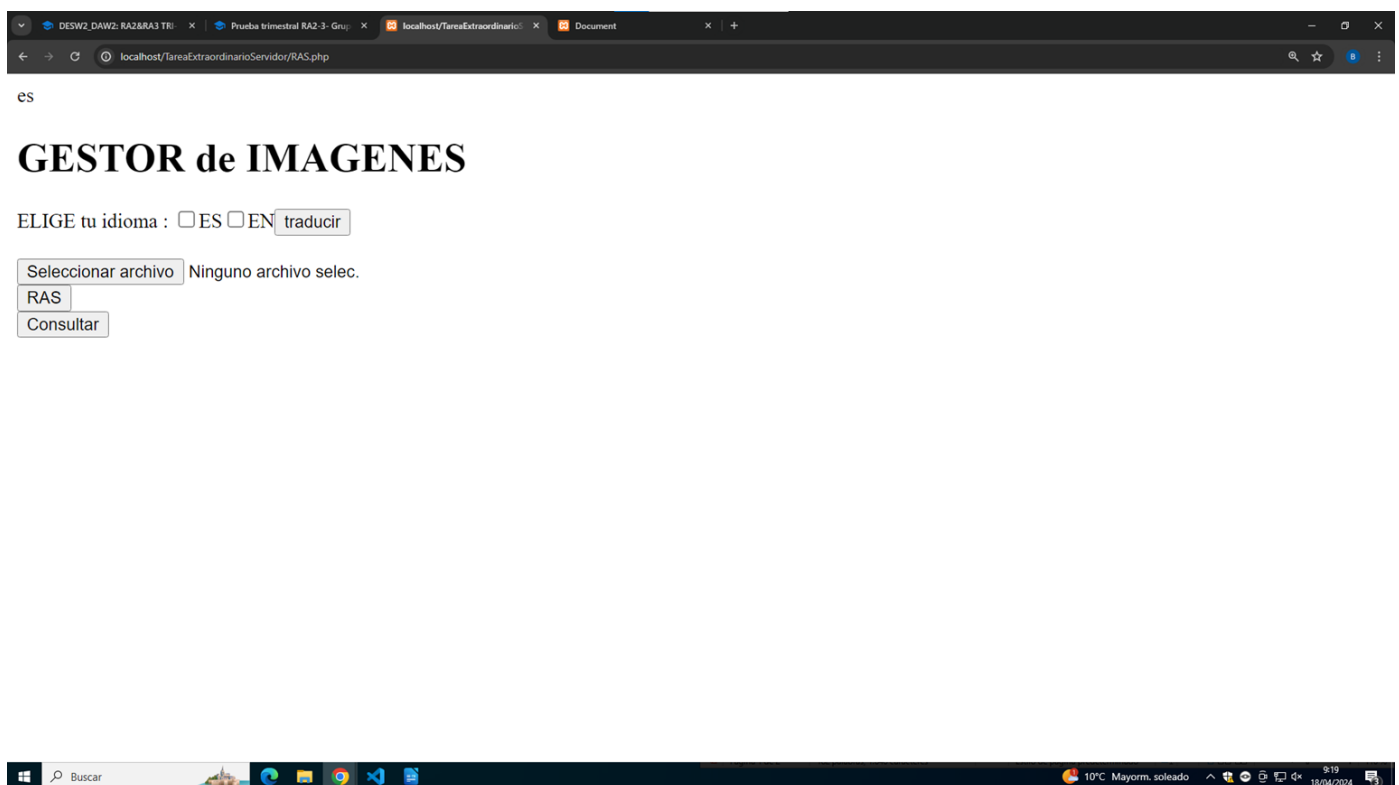 DESW2_DAW2: RA2&RA3 TRI- Prueba trimestral RA2-3- Grup localhost/TareaExtraordinarioS Document
localhost/TareaExtraordinarioServidor/RAS.php B
es
GESTOR de IMAGENES
ELIGE tu idioma : ES EN traducir
Seleccionar archivo Ninguno archivo selec.
RAS
Consultar
Buscar 10°C Mayorm. soleado 9:19
18/04/2024 3